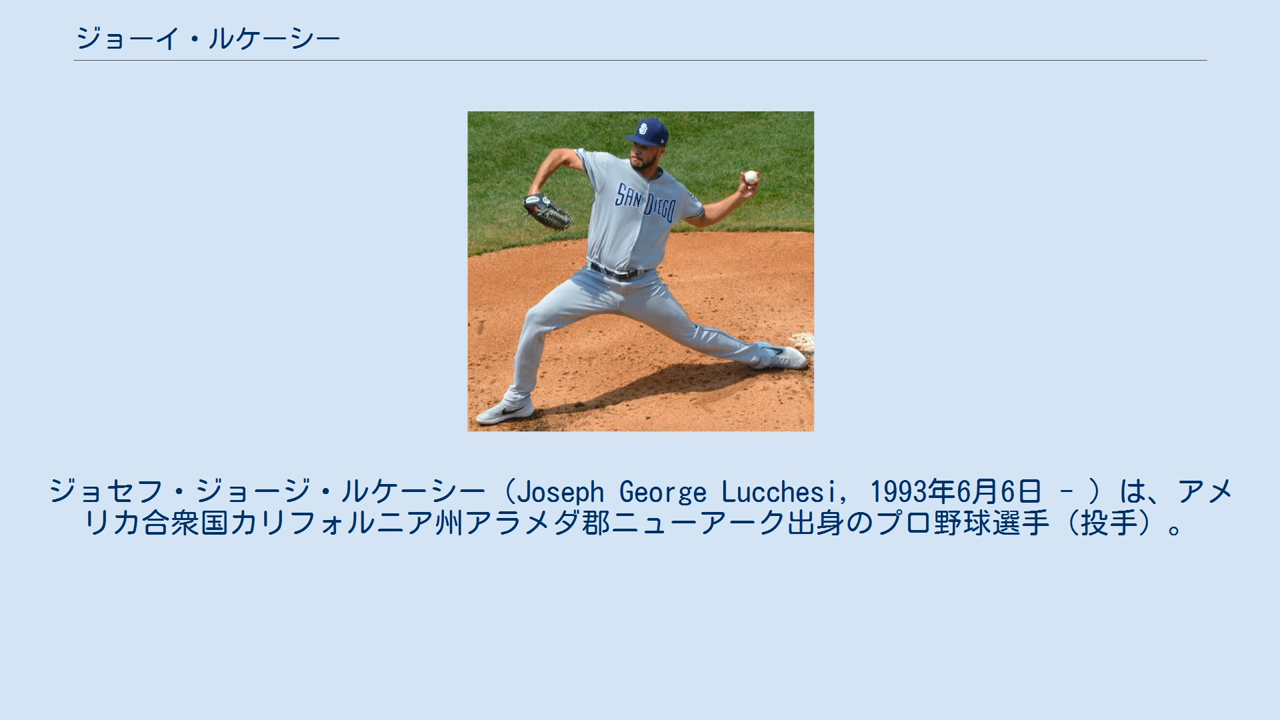 ジョーイ・ルケーシー
SAN DIEGO
ジョセフ・ジョージ・ルケーシー（Joseph George Lucchesi, 1993年6月6日 - ）は、アメ
リカ合衆国カリフォルニア州アラメダ郡ニューアーク出身のプロ野球選手（投手）。